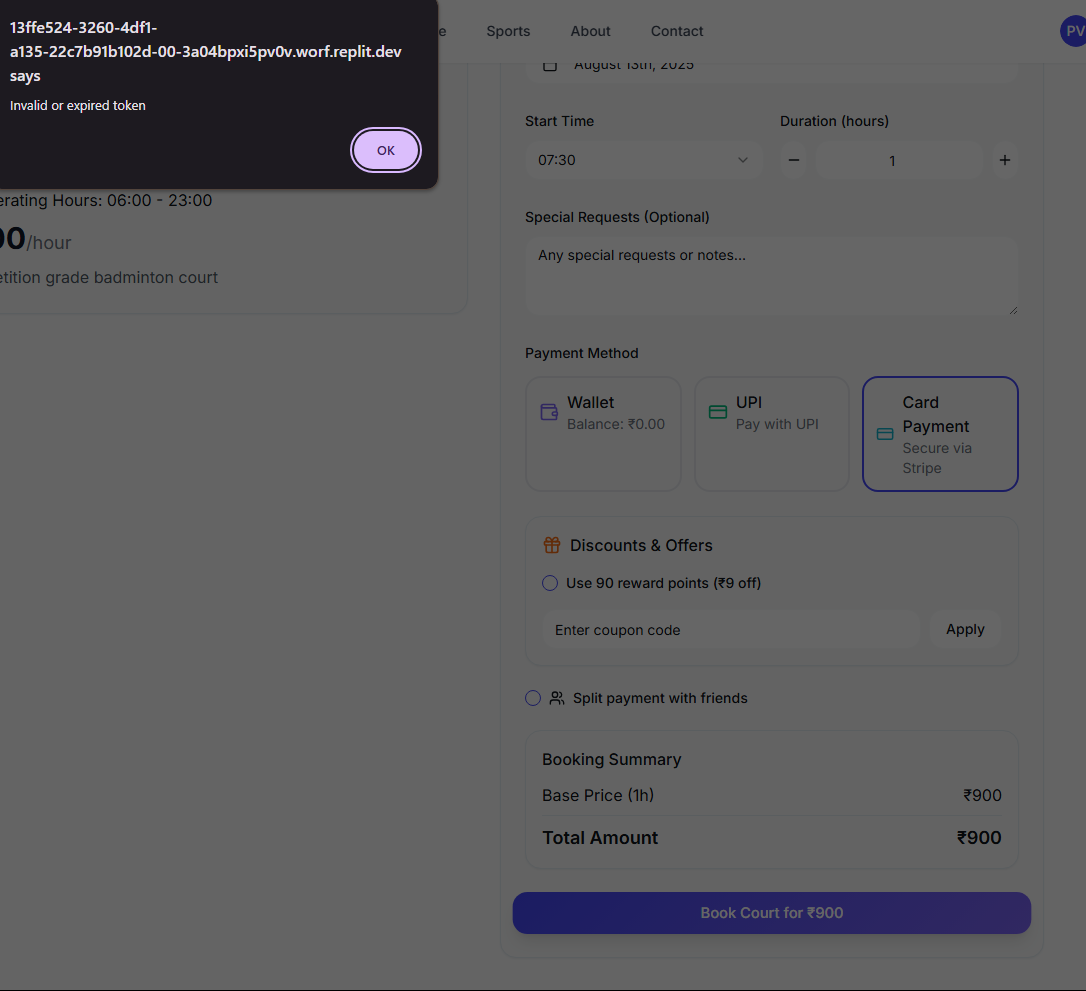 13ffe524-3260-4df1-
a135-22c7b91b102d-00-3a04bpxi5pv0v.worf.replit.dev
says
Invalid or expired token
OK
e
Sports
About
Contact
PV
erating Hours: 06:00 - 23:00
00/hour
etition grade badminton court
August 13th, 2025
Start Time
Duration (hours)
07:30
−
1
+
Special Requests (Optional)
Any special requests or notes...
Payment Method
Wallet
Balance: ₹0.00
UPI
Pay with UPI
Card
Payment
Secure via
Stripe
Discounts & Offers
Use 90 reward points (₹9 off)
Enter coupon code
Apply
Split payment with friends
Booking Summary
Base Price (1h)
₹900
Total Amount
₹900
Book Court for ₹900